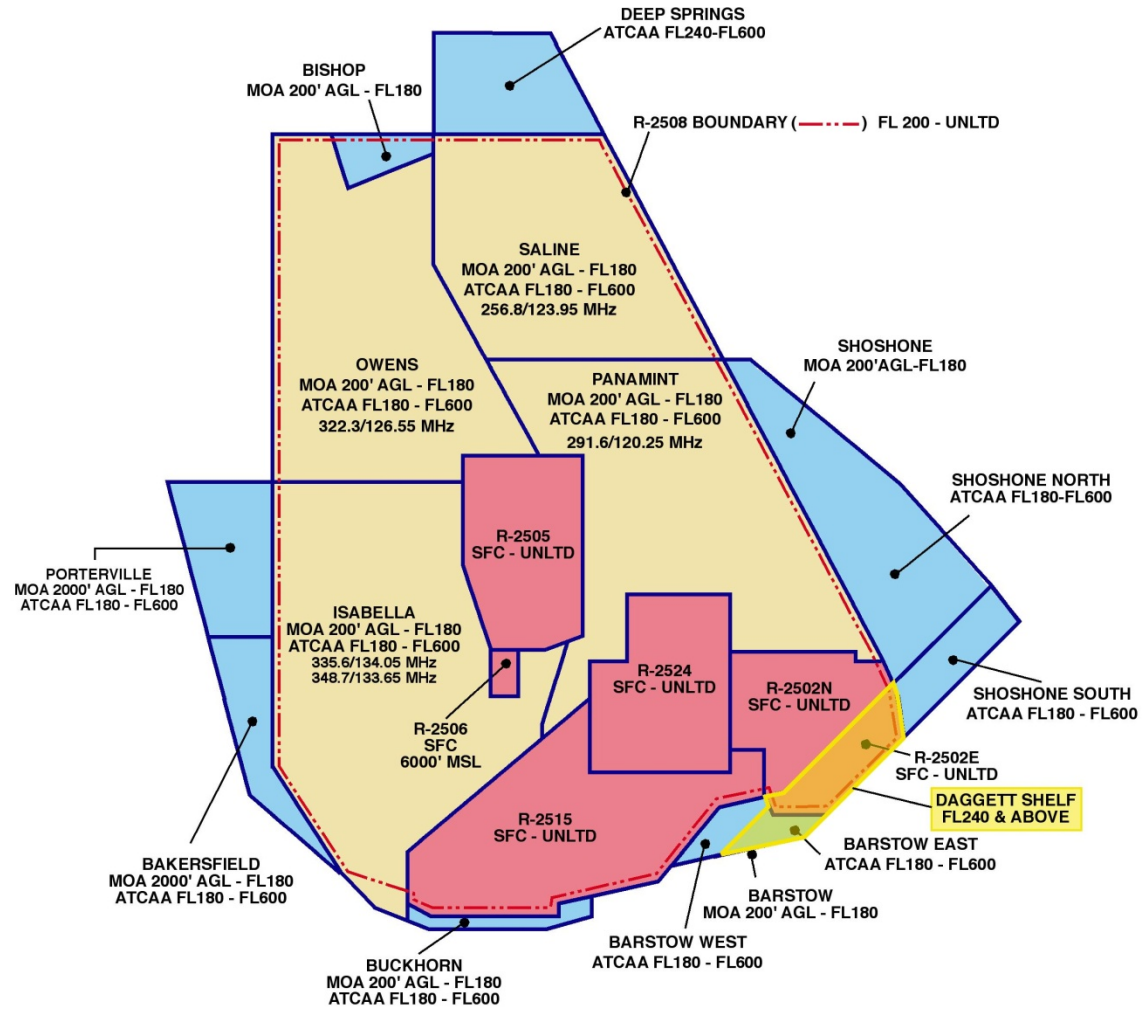 DEEP SPRINGS
ATCAA FL240-FL600
BISHOP
MOA 200' AGL - FL180
R-2508 BOUNDARY ( ) FL 200 - UNLTD
SALINE
MOA 200' AGL - FL180
ATCAA FL180 - FL600
256.8/123.95 MHz
SHOSHONE
MOA 200'AGL-FL180
OWENS
MOA 200' AGL - FL180
ATCAA FL180 - FL600
322.3/126.55 MHz
PANAMINT
MOA 200' AGL - FL180
ATCAA FL180 - FL600
291.6/120.25 MHz
SHOSHONE NORTH
ATCAA FL180-FL600
R-2505
SFC - UNLTD
PORTERVILLE
MOA 2000' AGL - FL180
ATCAA FL180 - FL600
ISABELLA
MOA 200' AGL - FL180
ATCAA FL180 - FL600
335.6/134.05 MHz
348.7/133.65 MHz
R-2524
SFC - UNLTD
R-2502N
SFC - UNLTD
SHOSHONE SOUTH
ATCAA FL180 - FL600
R-2506
SFC
6000' MSL
R-2502E
SFC - UNLTD
DAGGETT SHELF
FL240 & ABOVE
R-2515
SFC - UNLTD
BARSTOW EAST
ATCAA FL180 - FL600
BAKERSFIELD
MOA 2000' AGL - FL180
ATCAA FL180 - FL600
BARSTOW
MOA 200' AGL - FL180
BARSTOW WEST
ATCAA FL180 - FL600
BUCKHORN
MOA 200' AGL - FL180
ATCAA FL180 - FL600